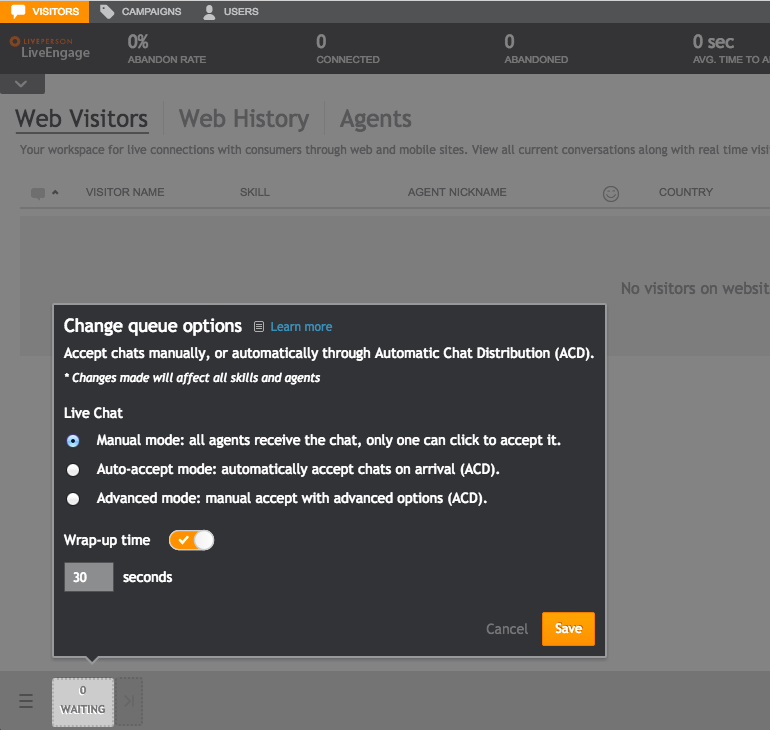 VISITORS CAMPAIGNS USERS
LIVEPERSON
LiveEngage
0% 0 0 0 sec
ABANDON RATE CONNECTED ABANDONED AVG. TIME TO
Web Visitors Web History Agents
Your workspace for live connections with consumers through web and mobile sites. View all current conversations along with real time
VISITOR NAME SKILL AGENT NICKNAME COUNTRY
No visitors on
Change queue options Learn more
Accept chats manually, or automatically through Automatic Chat Distribution (ACD).
* Changes made will affect all skills and agents
Live Chat
Manual mode: all agents receive the chat, only one can click to accept it.
Auto-accept mode: automatically accept chats on arrival (ACD).
Advanced mode: manual accept with advanced options (ACD).
Wrap-up time
30 seconds
Cancel Save
0
WAITING